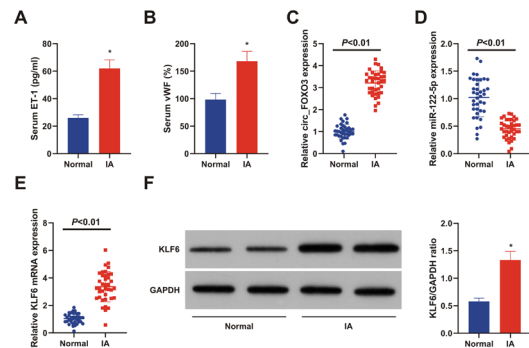 A
Serum ET-1 (pg/ml)
80
60
40
20
0
*
Normal IA
B
Serum vWF (%)
200
150
100
50
0
*
Normal IA
C
Relative circ_FOXO3 expression
P<0.01
5
4
3
2
1
0
Normal IA
D
Relative miR-122-5p expression
P<0.01
2.0
1.5
1.0
0.5
0.0
Normal IA
E
Relative KLF6 mRNA expression
P<0.01
8
6
4
2
0
Normal IA
F
KLF6
GAPDH
Normal IA
KLF6/GAPDH ratio
2.0
1.5
1.0
0.5
0.0
*
Normal IA